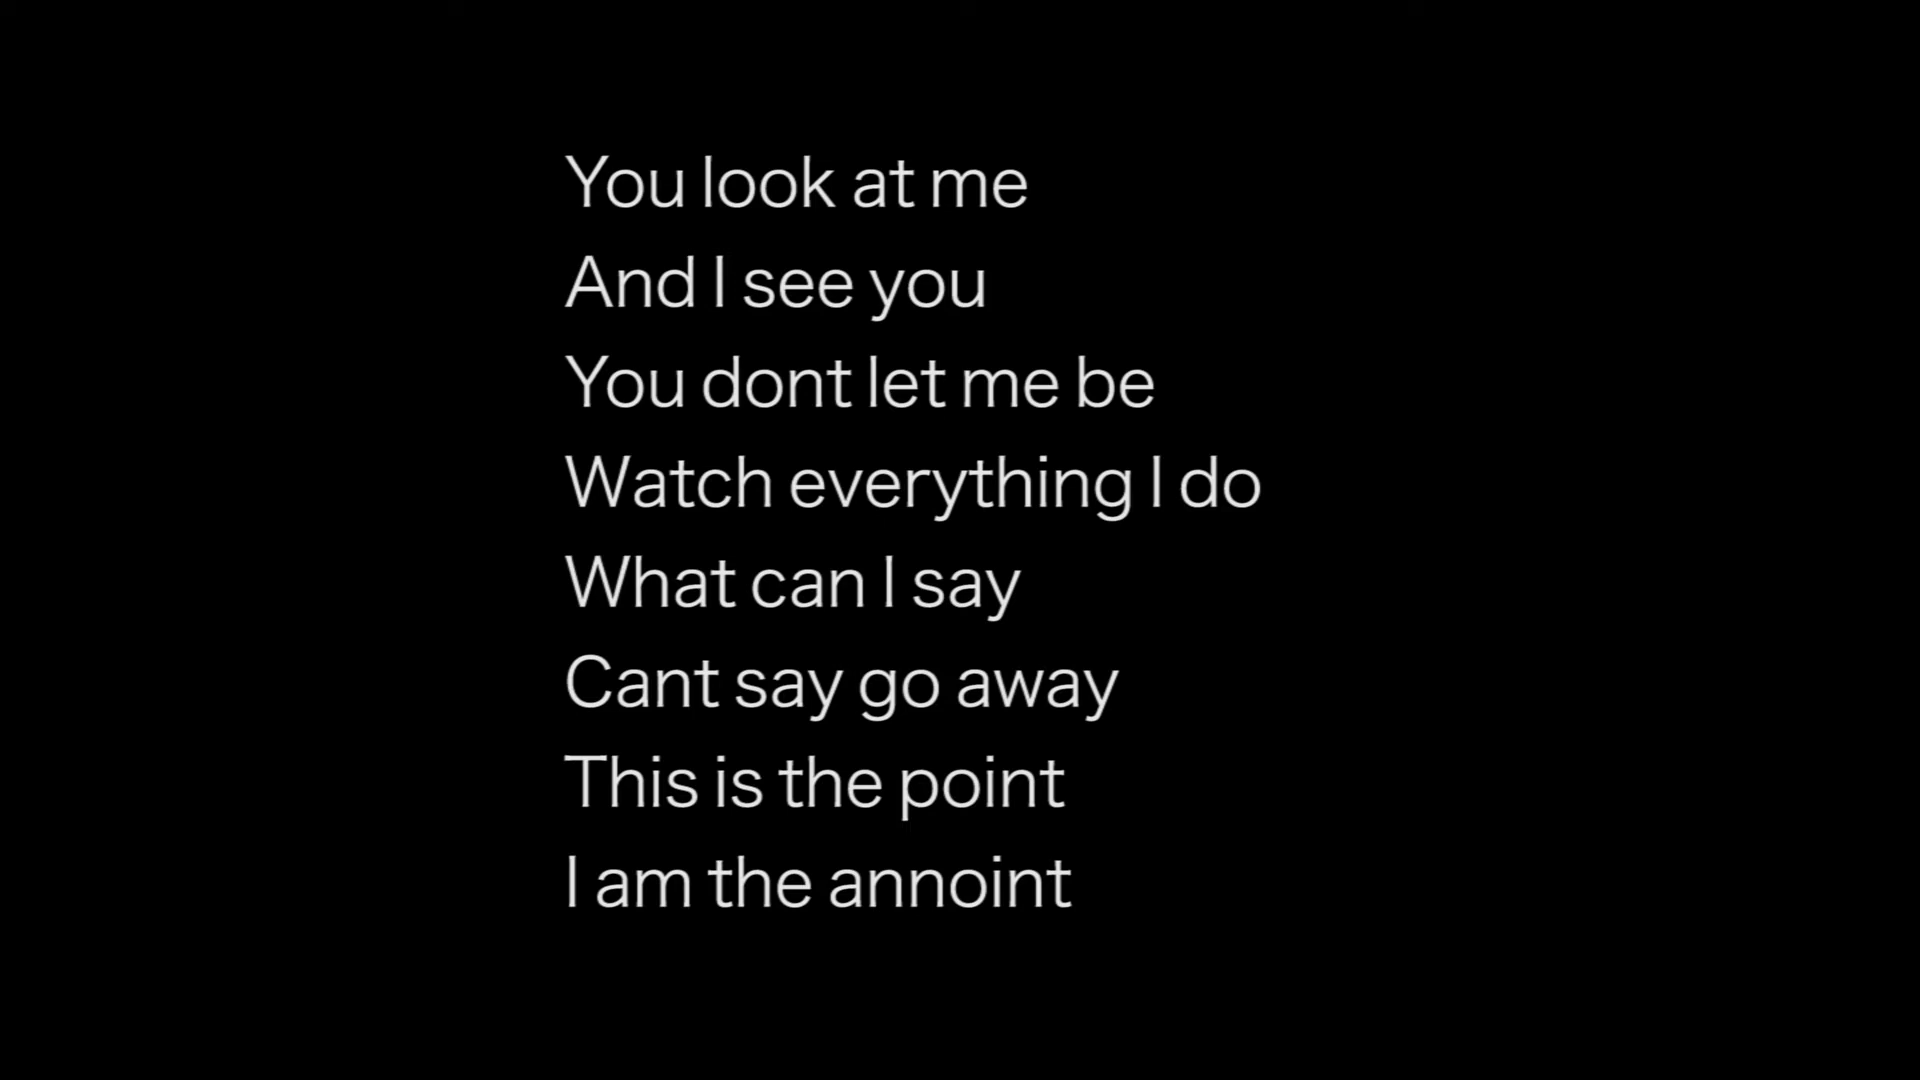 You look at me
And I see you
You dont let me be
Watch everything I do
What can I say
Cant say go away
This is the point
I am the annoint